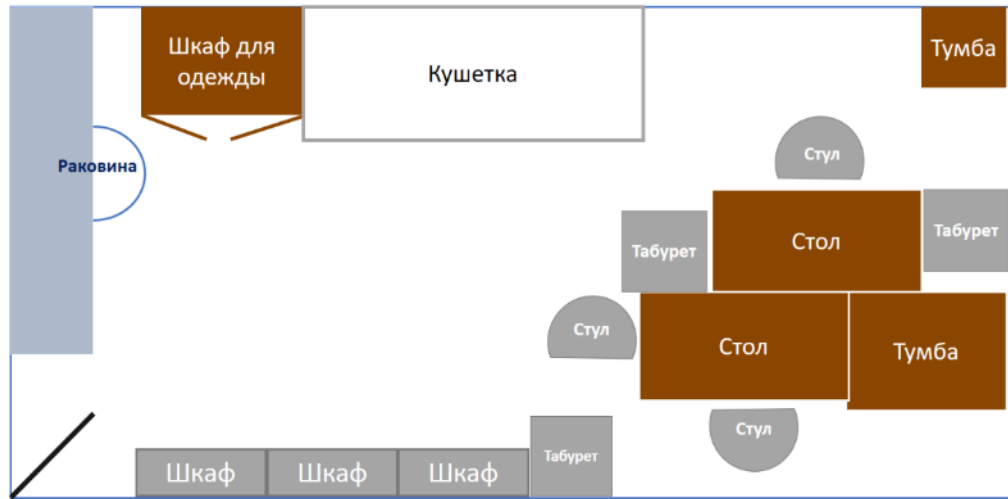 Шкаф для
одежды
Кушетка
Тумба
Раковина
Стул
Табурет
Стол
Табурет
Стул
Стол
Тумба
Стул
Шкаф
Шкаф
Шкаф
Табурет